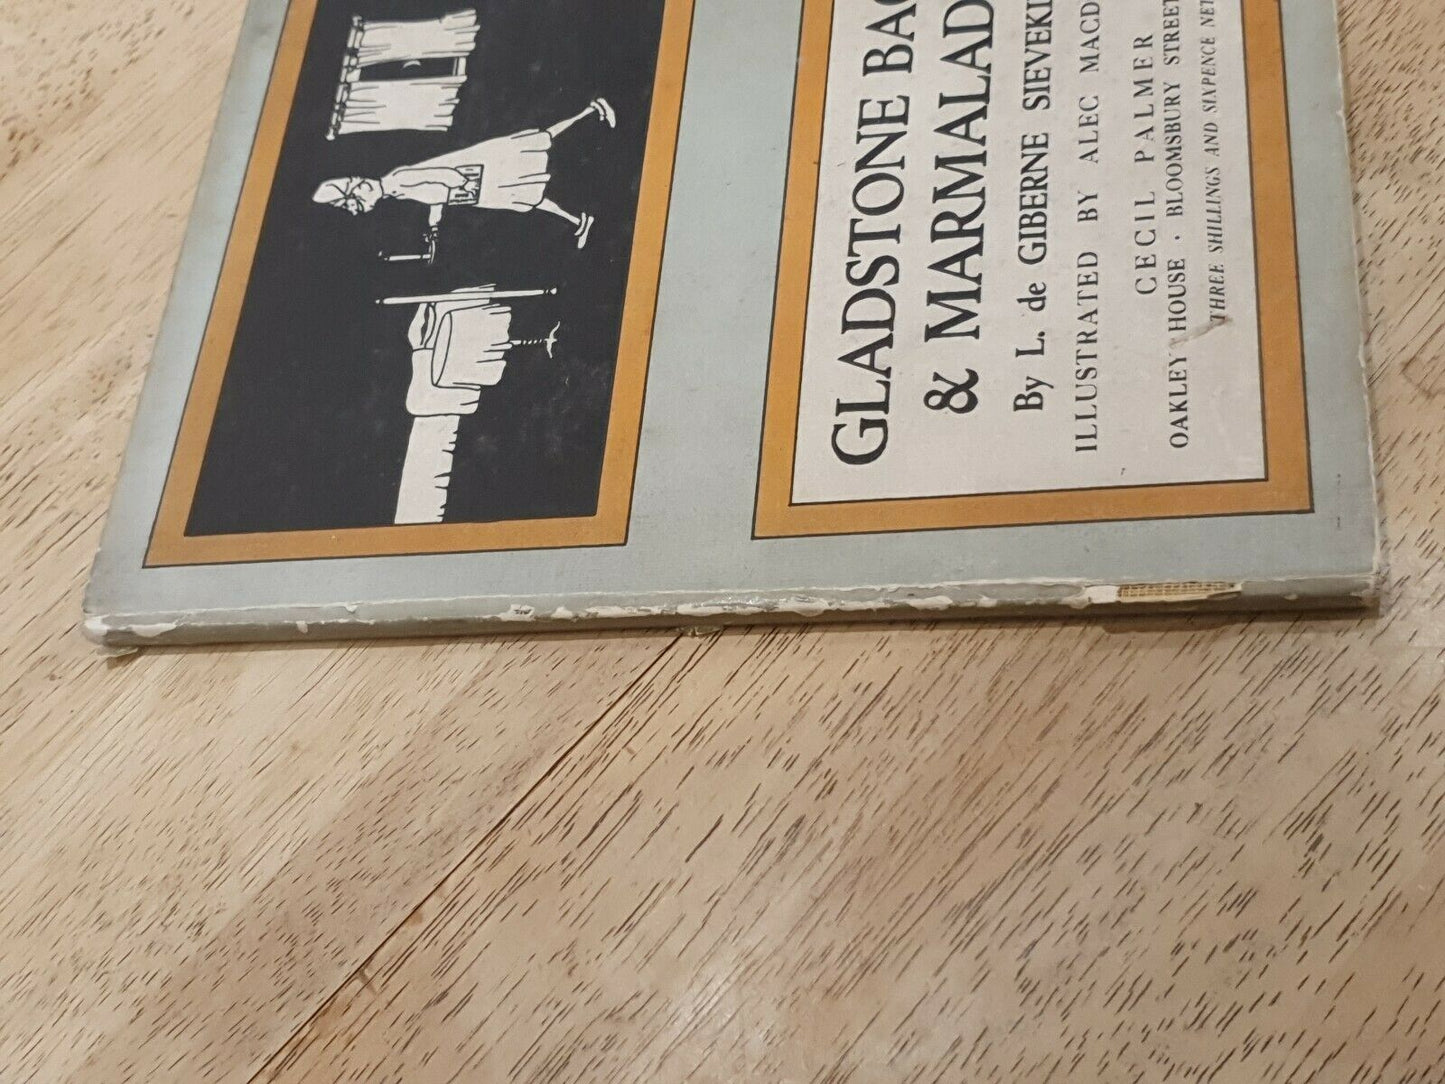 GLADSTONE BAG
& MARMALAD
By L. de GIBERNE SIEVEKI
ILLUSTRATED BY ALEC MACD
CECIL PALMER
OAKLEY HOUSE · BLOOMSBURY STREET
THREE SHILLINGS AND SIXPENCE NET